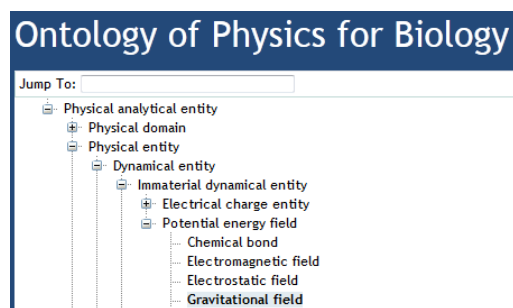 Ontology of Physics for Biology
Jump To:
Physical analytical entity
Physical domain
Physical entity
Dynamical entity
Immaterial dynamical entity
Electrical charge entity
Potential energy field
Chemical bond
Electromagnetic field
Electrostatic field
Gravitational field